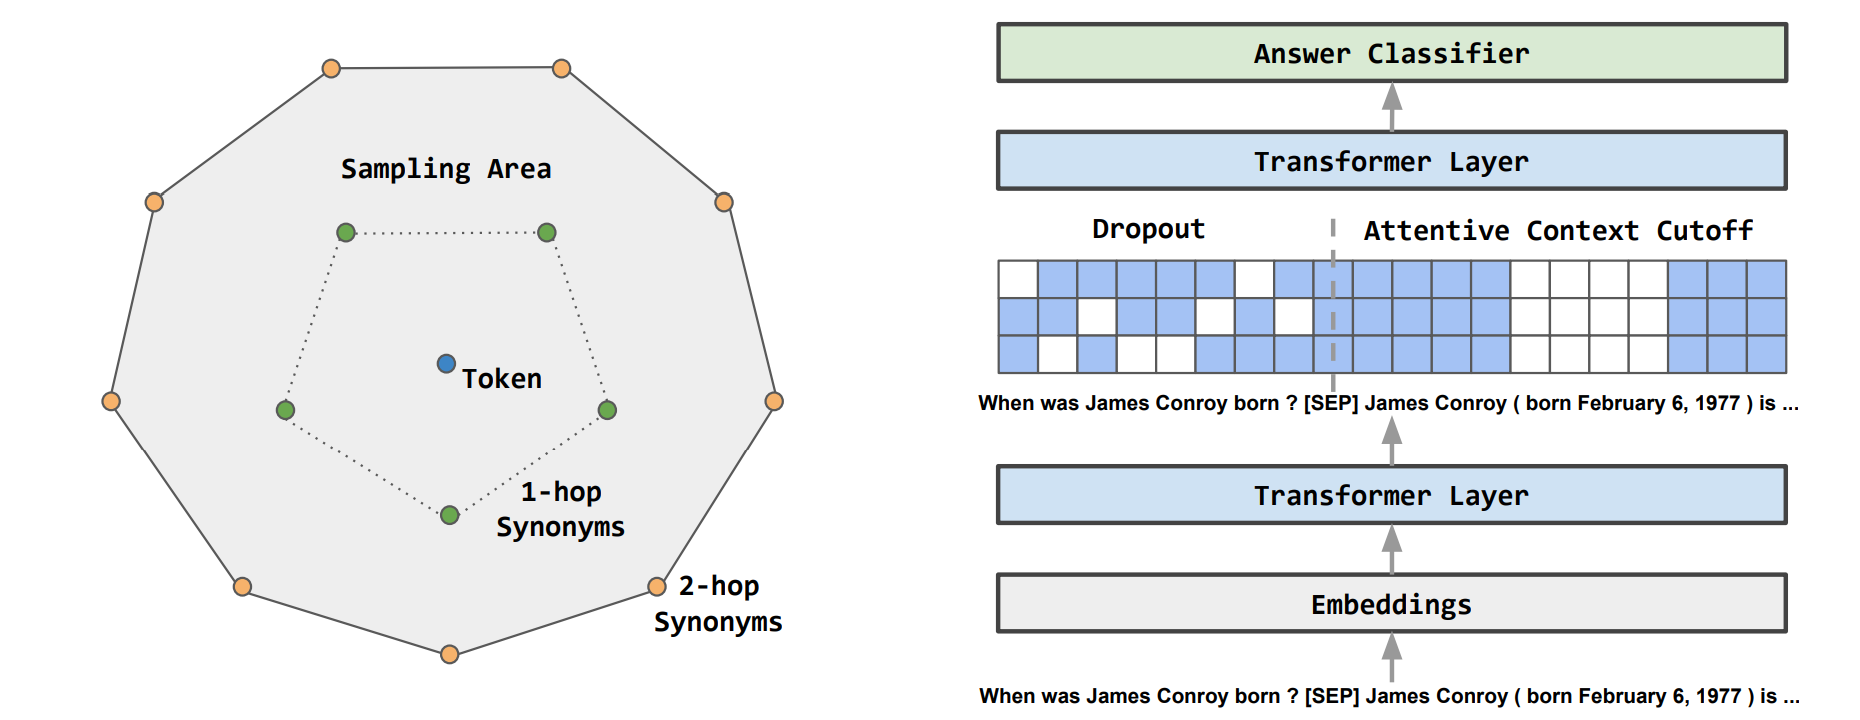 Sampling Area
Token
1-hop
Synonyms
2-hop
Synonyms
Answer Classifier
Transformer Layer
Dropout
Attentive Context Cutoff
When was James Conroy born ? [SEP] James Conroy ( born February 6, 1977 ) is ...
Transformer Layer
Embeddings
When was James Conroy born ? [SEP] James Conroy ( born February 6, 1977 ) is ...